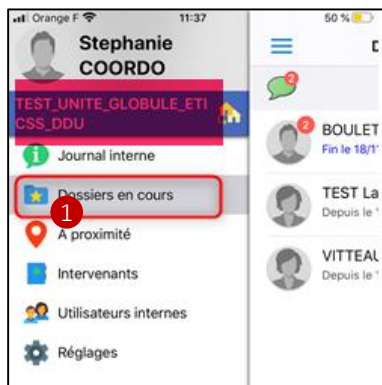 Orange F 11:37 50 %
Stephanie
COORDO
TEST_UNITE_GLOBULE_ETI
CSS_DDU
Journal interne
Dossiers en cours
1
A proximité
Intervenants
Utilisateurs internes
Réglages
2
2
BOULET
Fin le 18/1
TEST La
Depuis le
VITTEAU
Depuis le